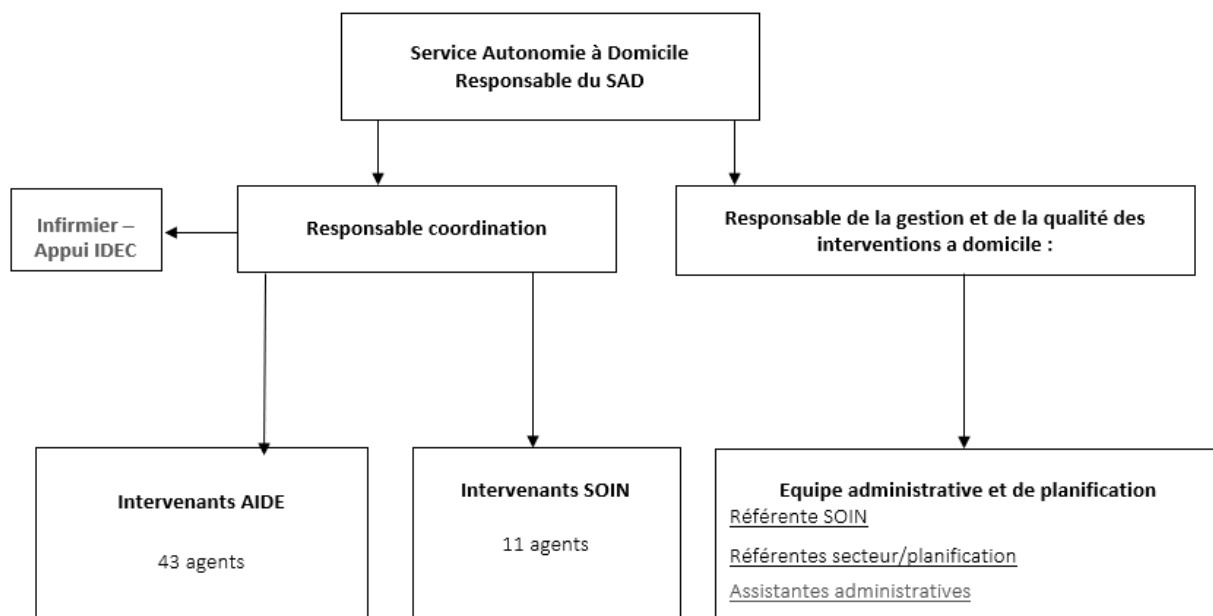 Service Autonomie à Domicile
Responsable du SAD
Infirmier –
Appui IDEC
Responsable coordination
Responsable de la gestion et de la qualité des
interventions a domicile :
Intervenants AIDE
43 agents
Intervenants SOIN
11 agents
Equipe administrative et de planification
Référente SOIN
Référentes secteur/planification
Assistantes administratives